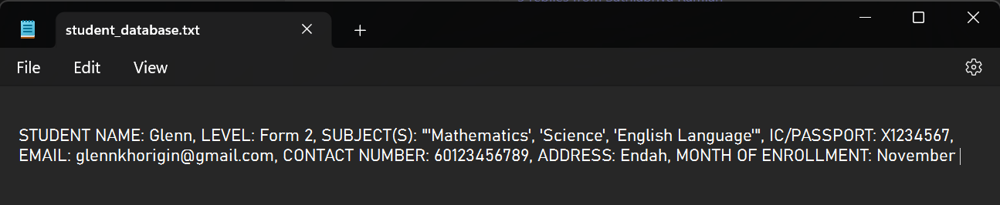 student_database.txt
File Edit View
STUDENT NAME: Glenn, LEVEL: Form 2, SUBJECT(S): "'Mathematics', 'Science', 'English Language'", IC/PASSPORT: X1234567,
EMAIL: glennkhorigin@gmail.com, CONTACT NUMBER: 60123456789, ADDRESS: Endah, MONTH OF ENROLLMENT: November